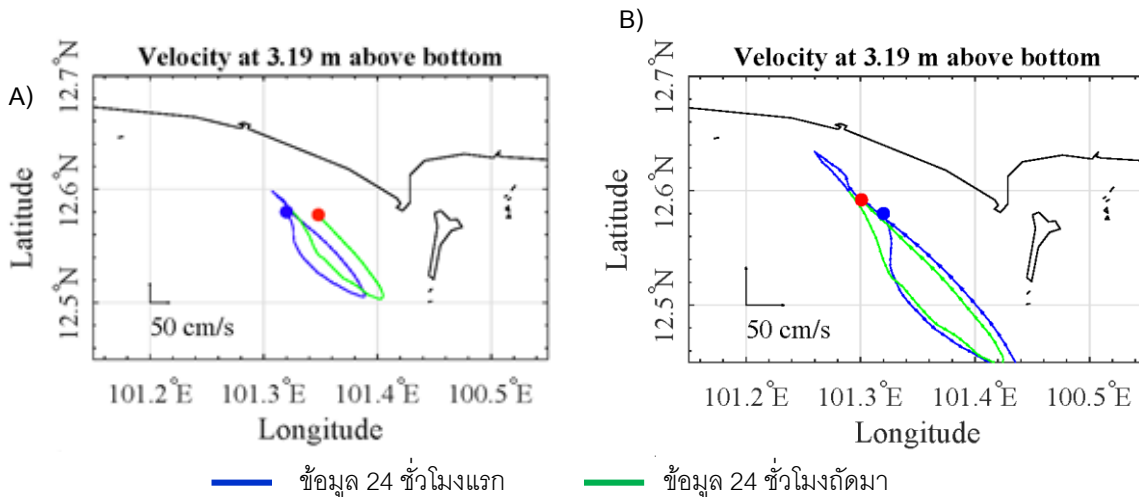 A)
Velocity at 3.19 m above bottom
12.7°N
12.6°N
12.5°N
Latitude
50 cm/s
101.2°E 101.3°E 101.4°E 100.5°E
Longitude
B)
Velocity at 3.19 m above bottom
12.7°N
12.6°N
12.5°N
Latitude
50 cm/s
101.2°E 101.3°E 101.4°E 100.5°E
Longitude
ข้อมูล 24 ชั่วโมงแรก
ข้อมูล 24 ชั่วโมงถัดมา